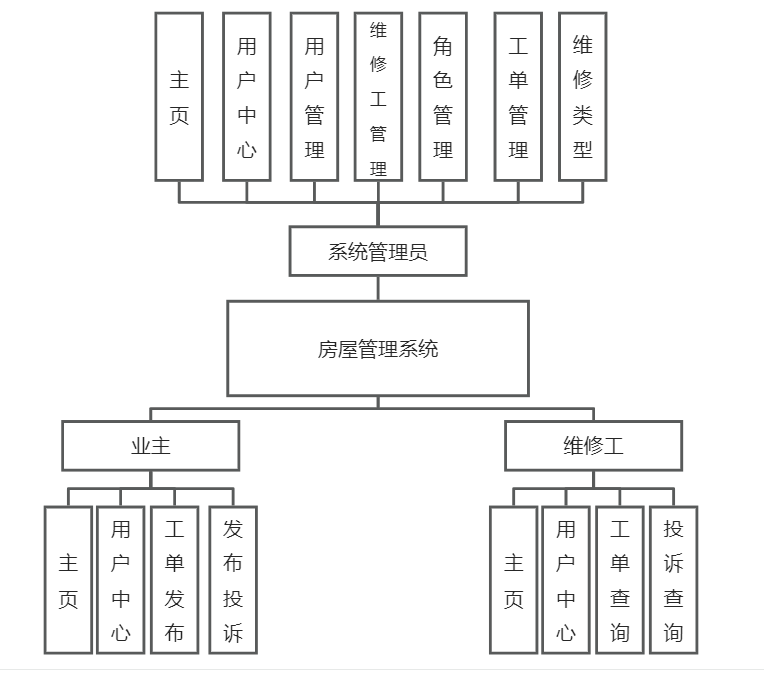 主页
用户中心
用户管理
维修工管理
角色管理
工单管理
维修类型
系统管理员
房屋管理系统
业主
维修工
主页
用户中心
工单发布
发布投诉
主页
用户中心
工单查询
投诉查询